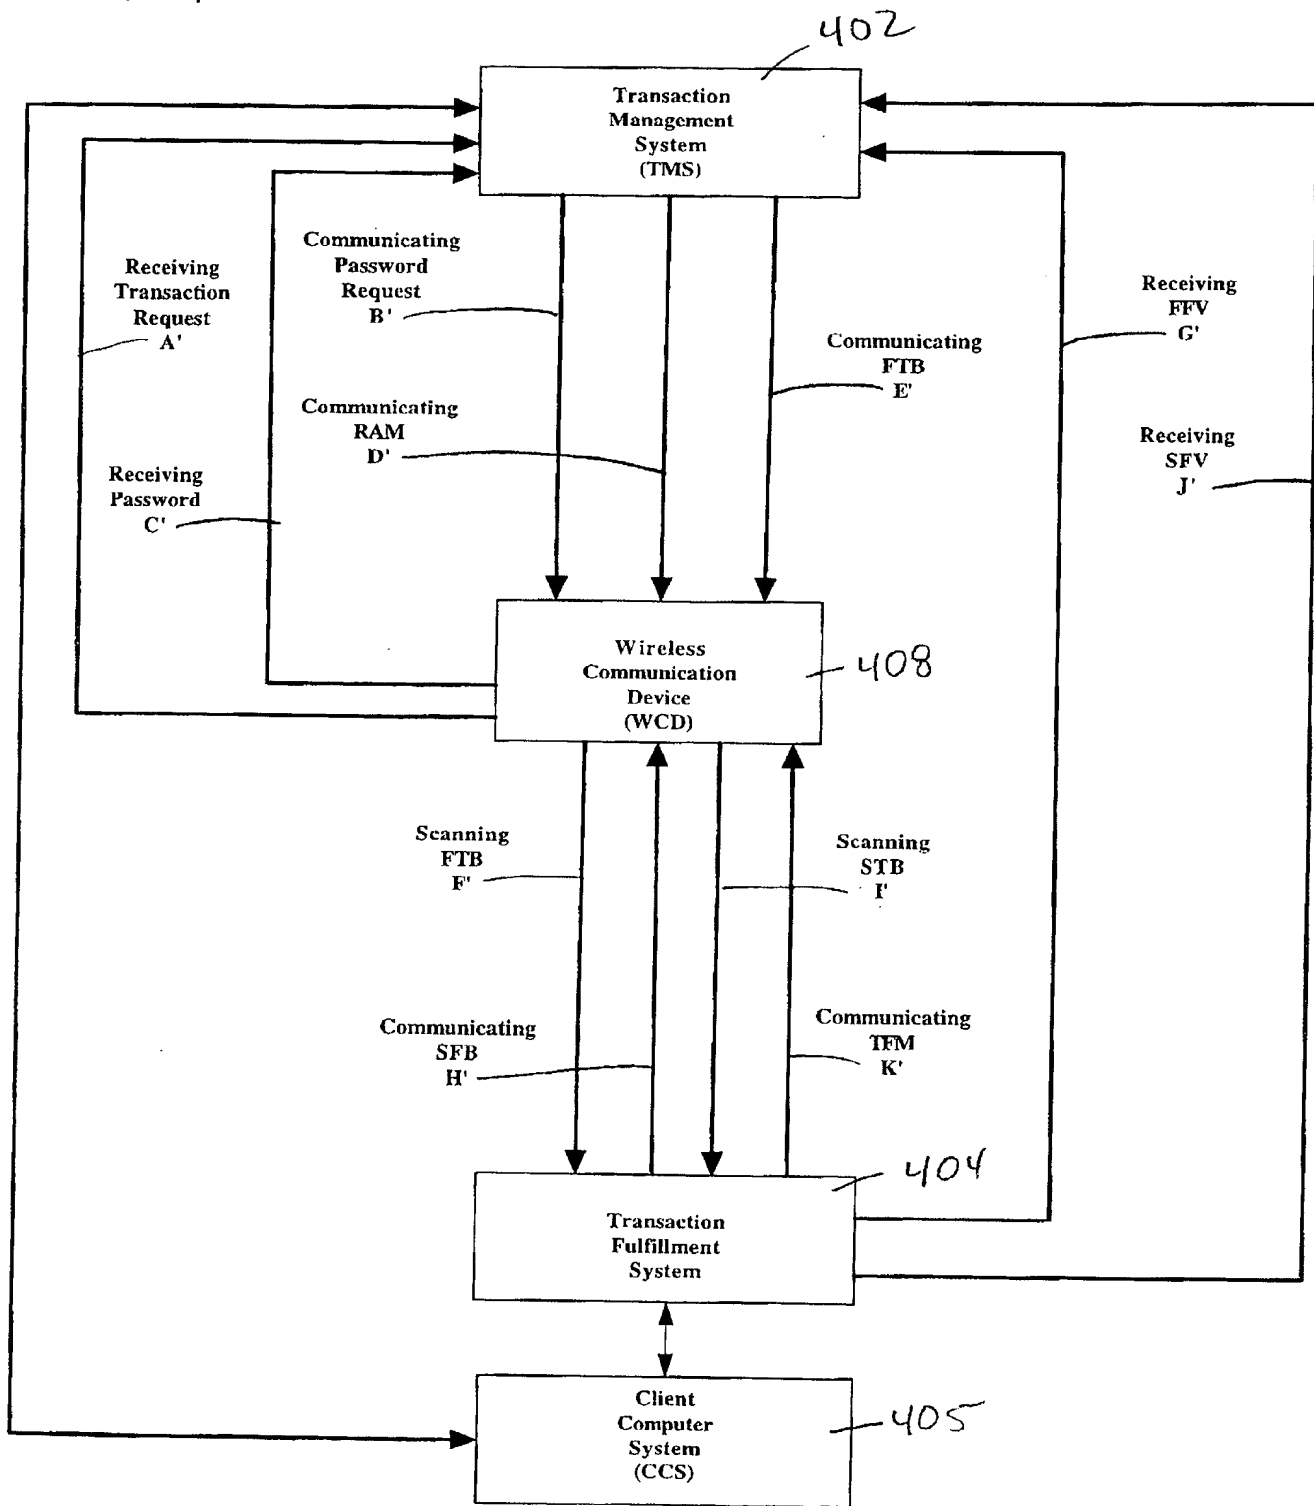 402
Transaction
Management
System
(TMS)
Communicating
Password
Request
B'
Receiving
Transaction
Request
A'
Receiving
FFV
G'
Communicating
FTB
E'
Communicating
RAM
D'
Receiving
SFV
J'
Receiving
Password
C'
Wireless
Communication
Device
(WCD)
408
Scanning
FTB
F'
Scanning
STB
I'
Communicating
SFB
H'
Communicating
TFM
K'
404
Transaction
Fulfillment
System
Client
Computer
System
(CCS)
405